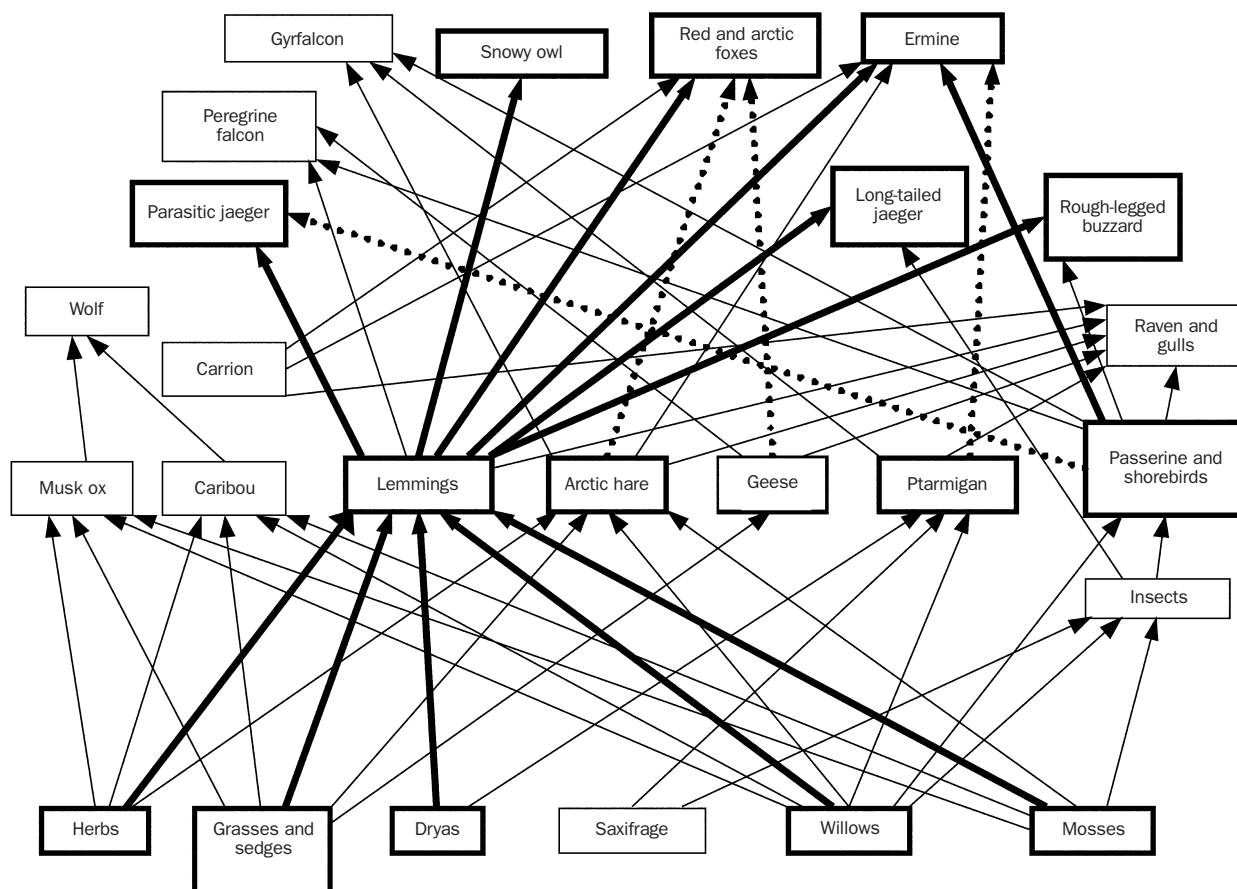 Gyrfalcon
Snowy owl
Red and arctic
foxes
Ermine
Peregrine
falcon
Parasitic jaeger
Long-tailed
jaeger
Rough-legged
buzzard
Wolf
Carrion
Raven and
gulls
Musk ox
Caribou
Lemmings
Arctic hare
Geese
Ptarmigan
Passerine and
shorebirds
Insects
Herbs
Grasses and
sedges
Dryas
Saxifrage
Willows
Mosses